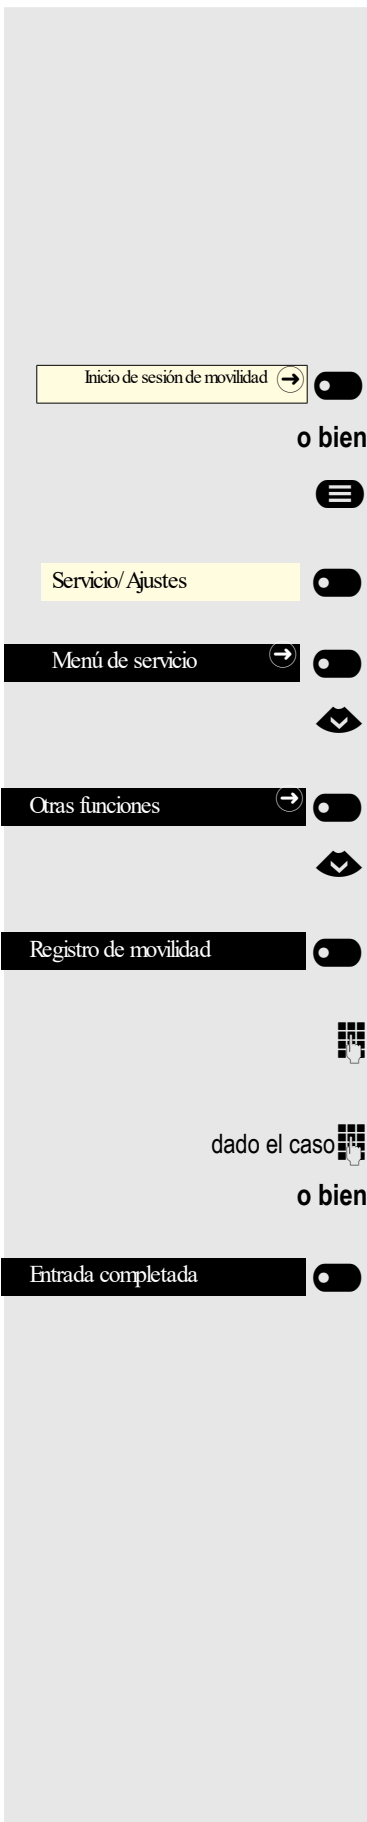 Inicio de sesión de movilidad
o bien
Servicio/Ajustes
Menú de servicio
Otras funciones
Registro de movilidad
dado el caso
o bien
Entrada completada